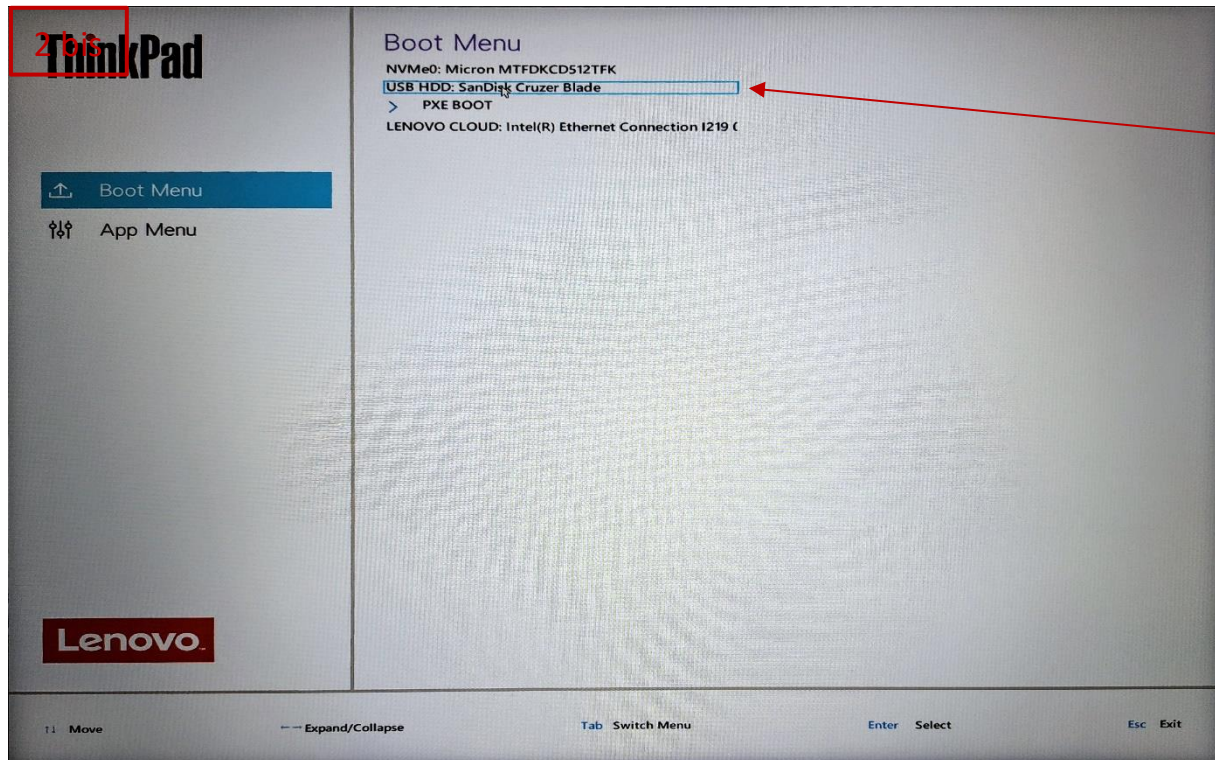 2 bis
ThinkPad
Boot Menu
App Menu
Lenovo
Boot Menu
NVMe0: Micron MTFDKCD512TFK
USB HDD: SanDisk Cruzer Blade
> PXE BOOT
LENOVO CLOUD: Intel(R) Ethernet Connection I219 (
↑↓ Move ←→ Expand/Collapse Tab Switch Menu Enter Select Esc Exit